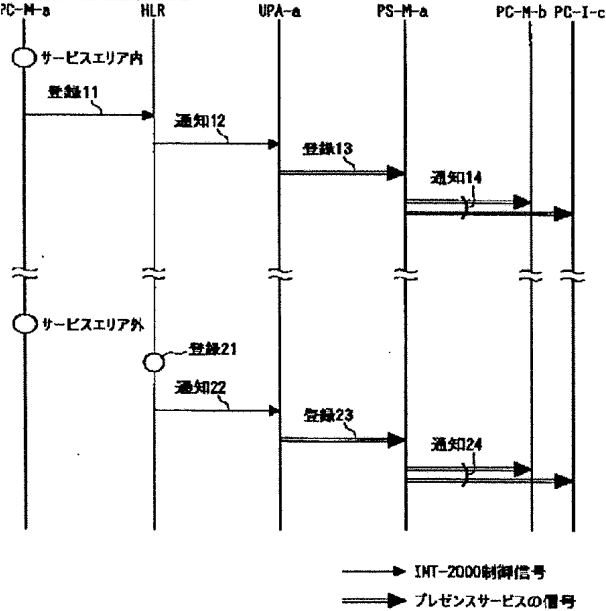 PC-M-a HLR UPA-a PS-M-a PC-M-b PC-I-c
サービスエリア内
登録11
通知12
登録13
通知14
サービスエリア外
登録21
通知22
登録23
通知24
IMT-2000制御信号
プレゼンスサービスの信号